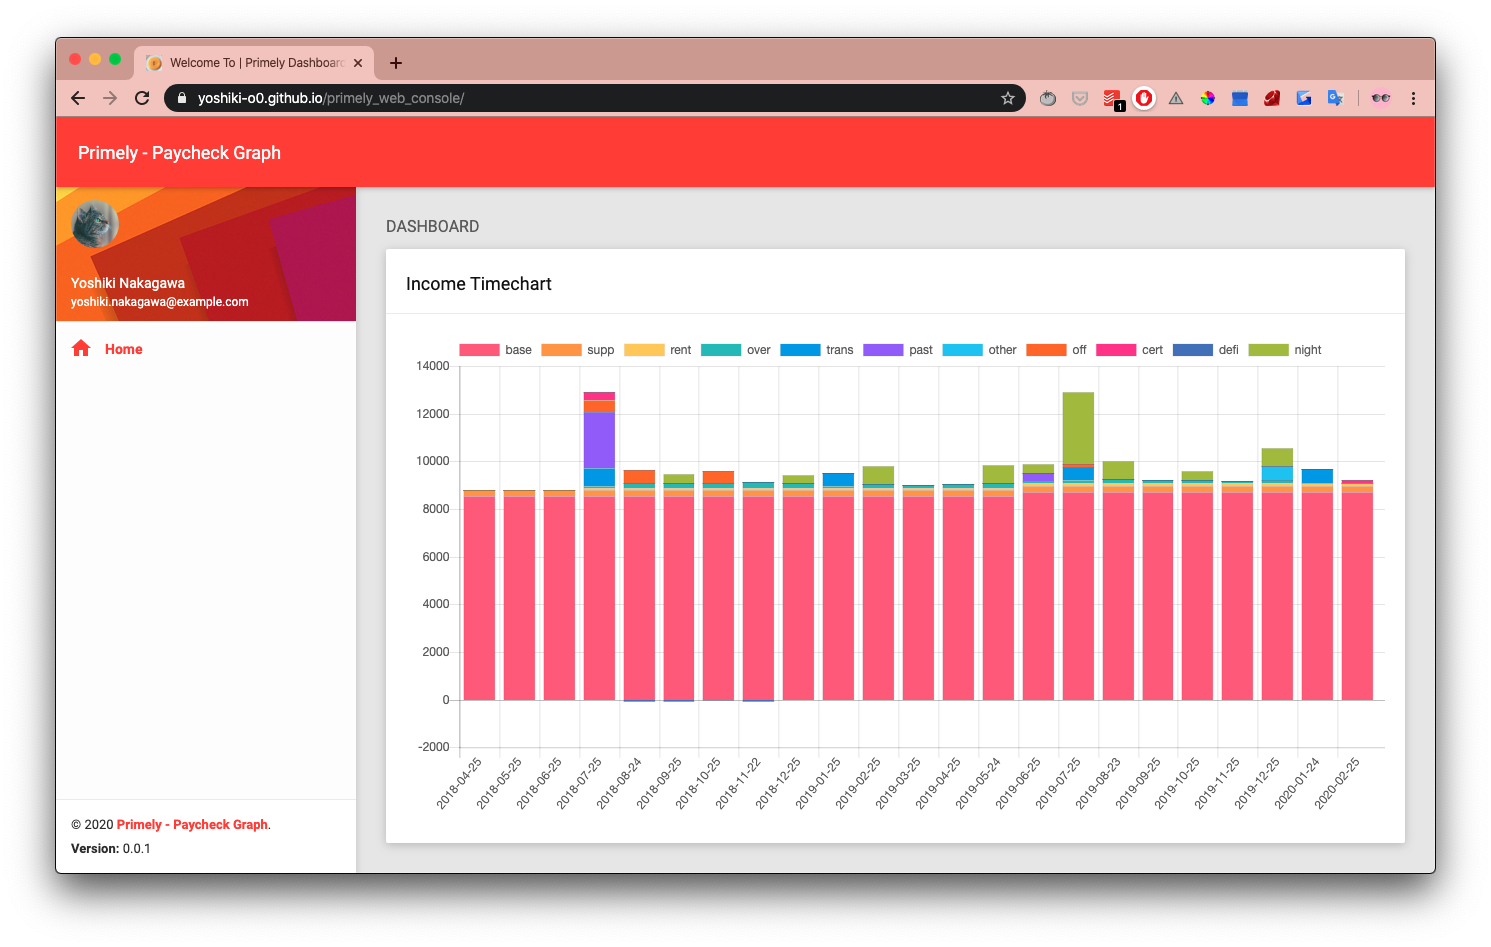 Welcome To | Primely Dashboard
yoshiki-o0.github.io/primely_web_console/
1
Primely - Paycheck Graph
Yoshiki Nakagawa
yoshiki.nakagawa@example.com
Home
© 2020 Primely - Paycheck Graph.
Version: 0.0.1
DASHBOARD
Income Timechart
base supp rent over trans past other off cert defi night
14000
12000
10000
8000
6000
4000
2000
0
-2000
2018-04-25 2018-05-25 2018-06-25 2018-07-25 2018-08-24 2018-09-25 2018-10-25 2018-11-22 2018-12-25 2019-01-25 2019-02-25 2019-03-25 2019-04-25 2019-05-24 2019-06-25 2019-07-25 2019-08-23 2019-09-25 2019-10-25 2019-11-25 2019-12-25 2020-01-24 2020-02-25